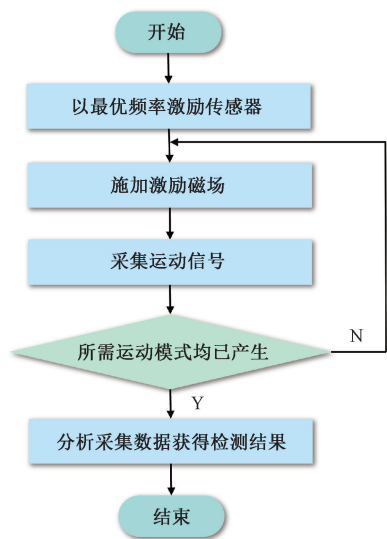 开始
以最优频率激励传感器
施加激励磁场
采集运动信号
所需运动模式均已产生
N
Y
分析采集数据获得检测结果
结束